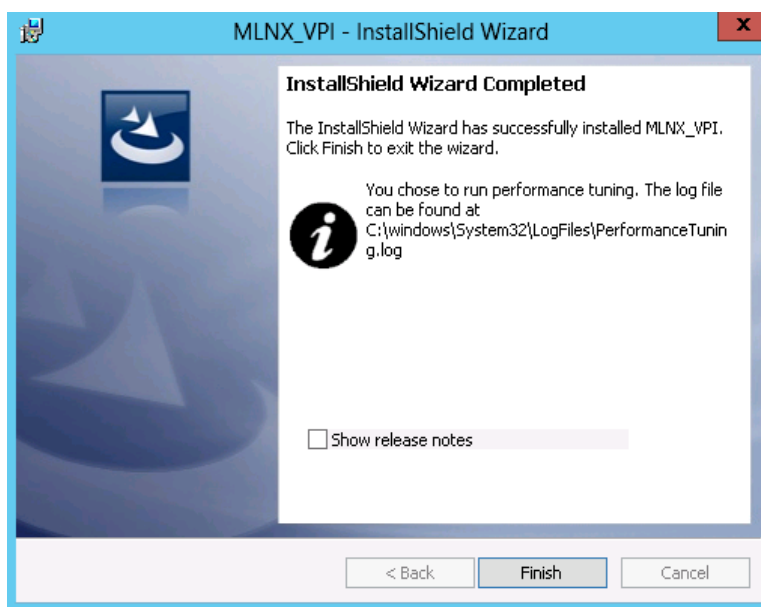 MLNX_VPI - InstallShield Wizard
x
InstallShield Wizard Completed
The InstallShield Wizard has successfully installed MLNX_VPI.
Click Finish to exit the wizard.
You chose to run performance tuning. The log file
can be found at
C:\windows\System32\LogFiles\PerformanceTunin
g.log
Show release notes
< Back
Finish
Cancel